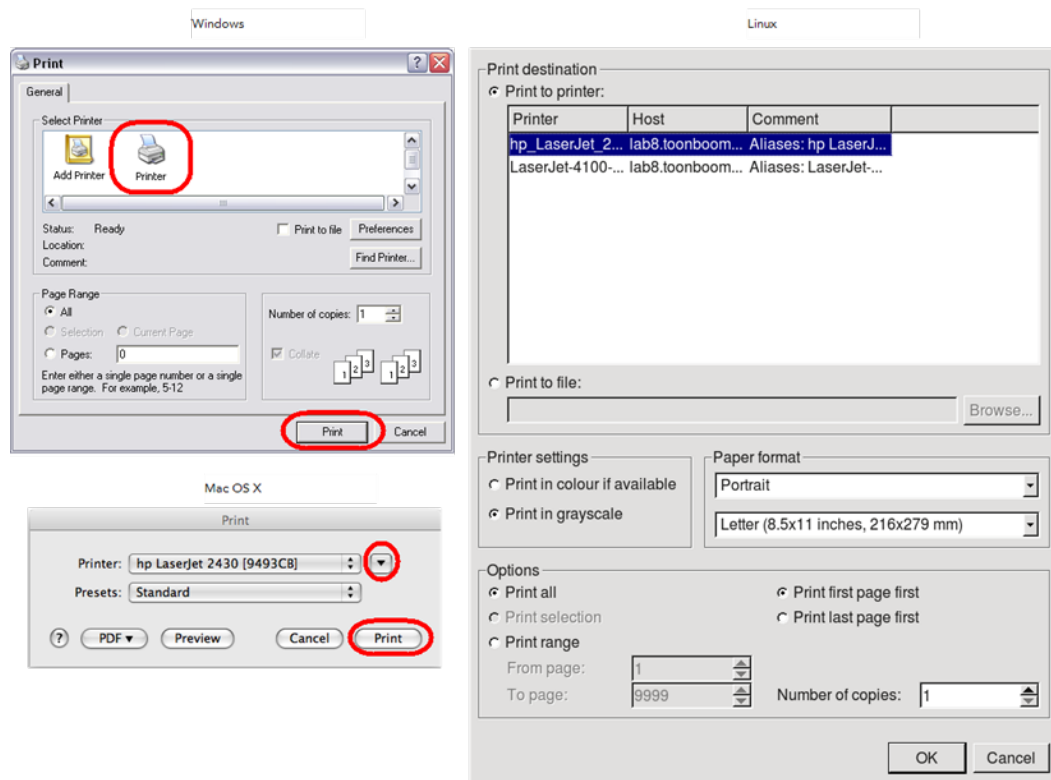 Windows
Print
General
Select Printer
Add Printer
Printer
Status: Ready
Location:
Comment:
Print to file
Preferences
Find Printer...
Page Range
All
Selection
Current Page
Pages: 0
Enter either a single page number or a single
page range. For example, 5-12
Number of copies: 1
Collate
1 2 3
1 2 3
Print
Cancel
Mac OS X
Print
Printer: hp LaserJet 2430 [9493CB]
Presets: Standard
? PDF Preview Cancel Print
Linux
Print destination
Print to printer:
Printer Host Comment
hp_LaserJet_2... lab8.toonboom... Aliases: hp LaserJ...
LaserJet-4100-... lab8.toonboom... Aliases: LaserJet-...
Print to file:
Browse...
Printer settings
Print in colour if available
Print in grayscale
Paper format
Portrait
Letter (8.5x11 inches, 216x279 mm)
Options
Print all
Print selection
Print range
From page: 1
To page: 9999
Print first page first
Print last page first
Number of copies: 1
OK Cancel